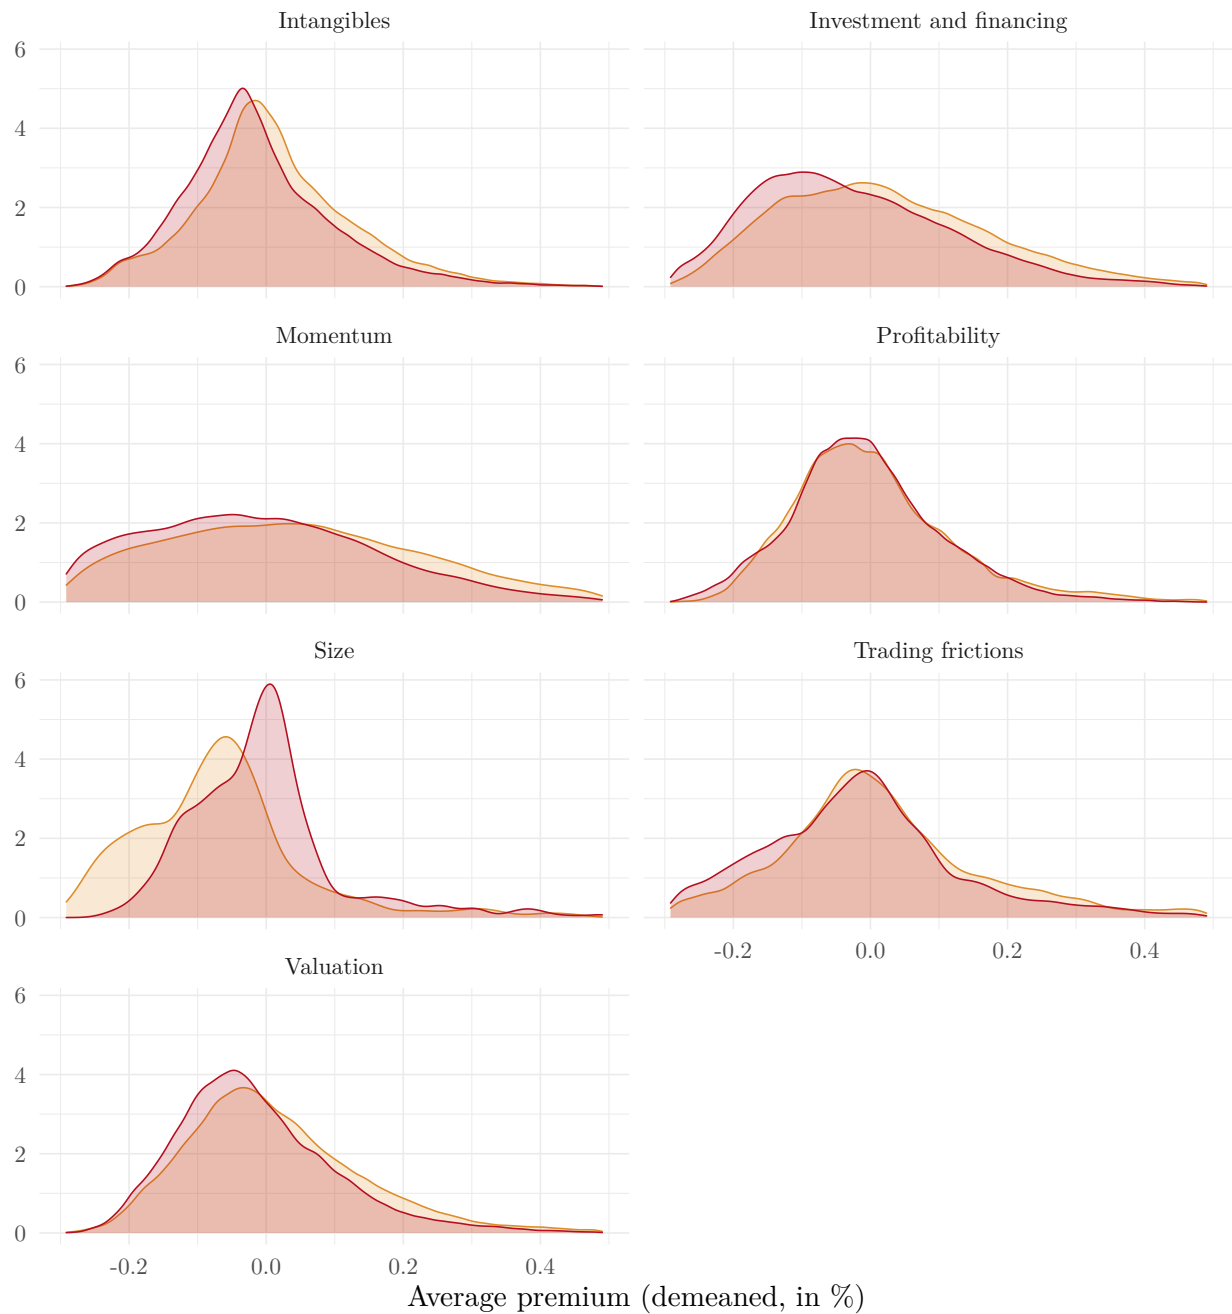 Intangibles
Investment and financing
6
4
2
0
Momentum
Profitability
6
4
2
0
Size
Trading frictions
6
4
2
0
-0.2 0.0 0.2 0.4
Valuation
6
4
2
0
-0.2 0.0 0.2 0.4
Average premium (demeaned, in %)